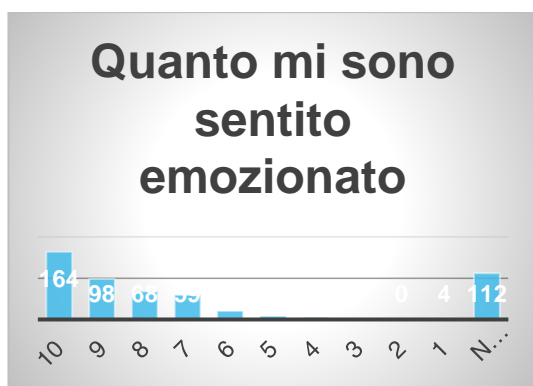 Quanto mi sono
sentito
emozionato
164 98 68 59 0 4 112
10 9 8 7 6 5 4 3 2 1 N...